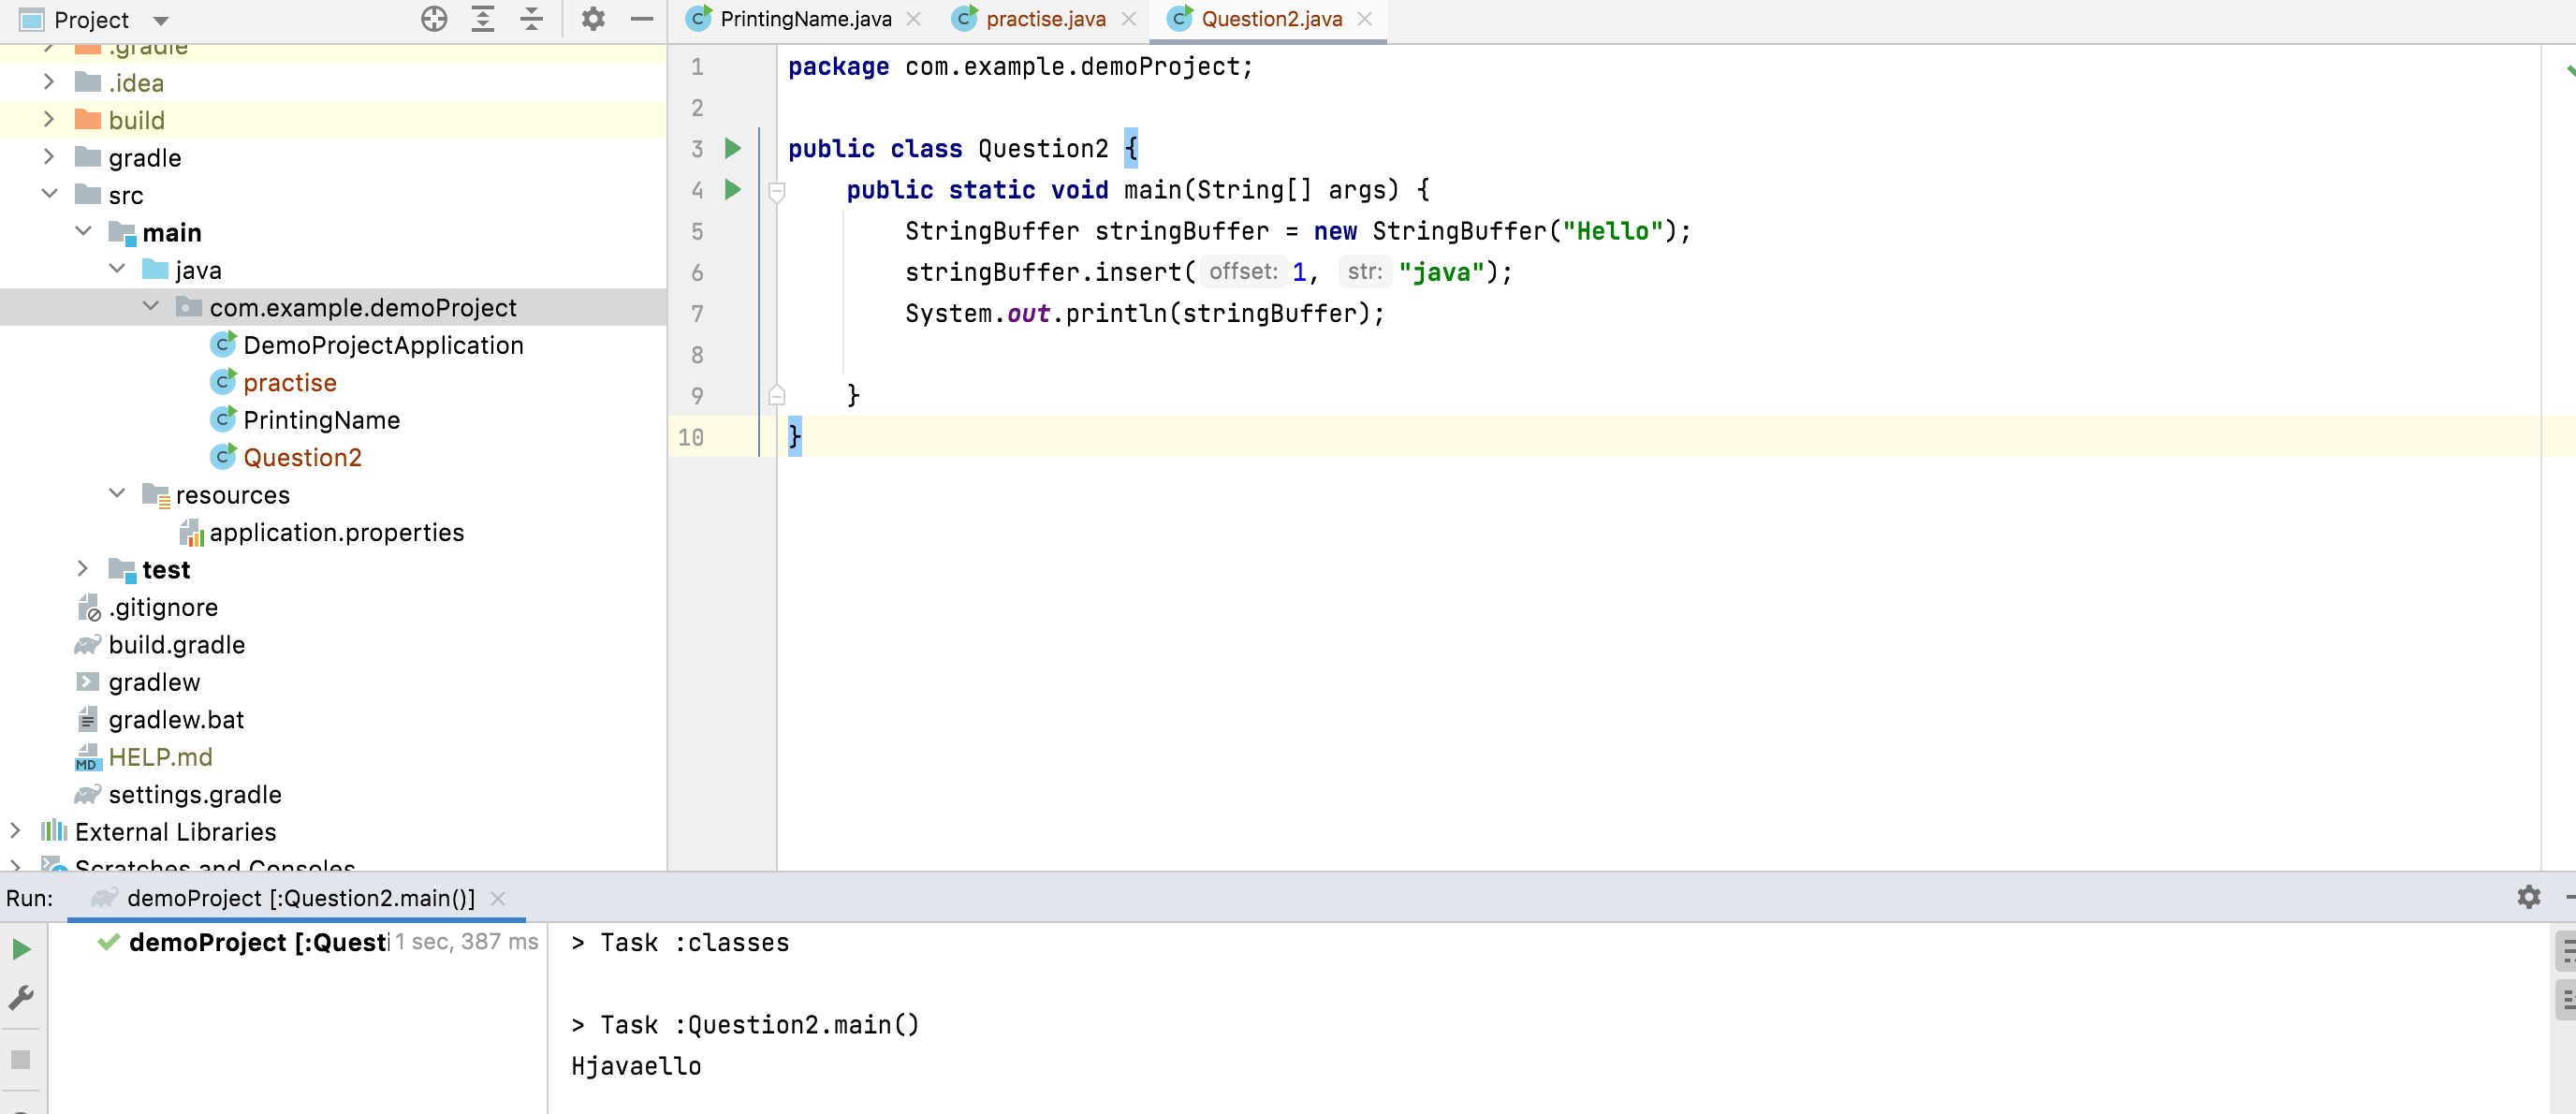 Project
PrintingName.java
practise.java
Question2.java
.gradle
.idea
build
gradle
src
main
java
com.example.demoProject
DemoProjectApplication
practise
PrintingName
Question2
resources
application.properties
test
.gitignore
build.gradle
gradlew
gradlew.bat
MD HELP.md
settings.gradle
External Libraries
Scratches and Consoles
1 package com.example.demoProject;
2
3 public class Question2 {
4 public static void main(String[] args) {
5 StringBuffer stringBuffer = new StringBuffer("Hello");
6 stringBuffer.insert( offset: 1, str: "java");
7 System.out.println(stringBuffer);
8
9 }
10 }
Run: demoProject [:Question2.main()]
demoProject [:Questi 1 sec, 387 ms
> Task :classes
> Task :Question2.main()
Hjavaello